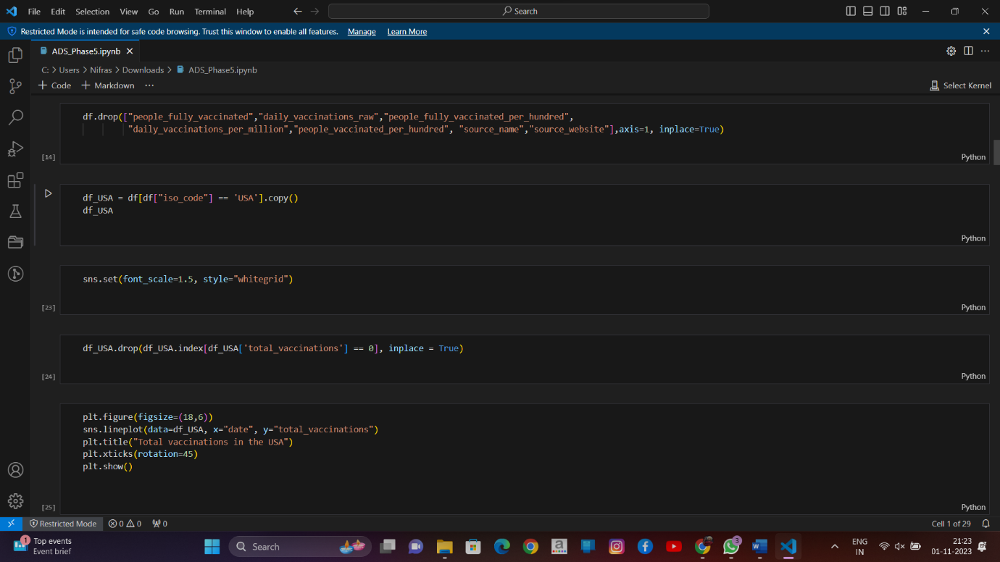 File Edit Selection View Go Run Terminal Help
Search
Restricted Mode is intended for safe code browsing. Trust this window to enable all features. Manage Learn More
ADS_Phase5.ipynb
C: > Users > Nifras > Downloads > ADS_Phase5.ipynb
+ Code + Markdown ... Select Kernel
df.drop(["people_fully_vaccinated","daily_vaccinations_raw","people_fully_vaccinated_per_hundred",
"daily_vaccinations_per_million","people_vaccinated_per_hundred", "source_name","source_website"],axis=1, inplace=True)
[14] Python
df_USA = df[df["iso_code"] == 'USA'].copy()
df_USA
Python
sns.set(font_scale=1.5, style="whitegrid")
[23] Python
df_USA.drop(df_USA.index[df_USA['total_vaccinations'] == 0], inplace = True)
[24] Python
plt.figure(figsize=(18,6))
sns.lineplot(data=df_USA, x="date", y="total_vaccinations")
plt.title("Total vaccinations in the USA")
plt.xticks(rotation=45)
plt.show()
[25] Python
Restricted Mode 0 0 0 Cell 1 of 29
1 Top events
Event brief
Search
a
3
W
ENG
IN
21:23
01-11-2023